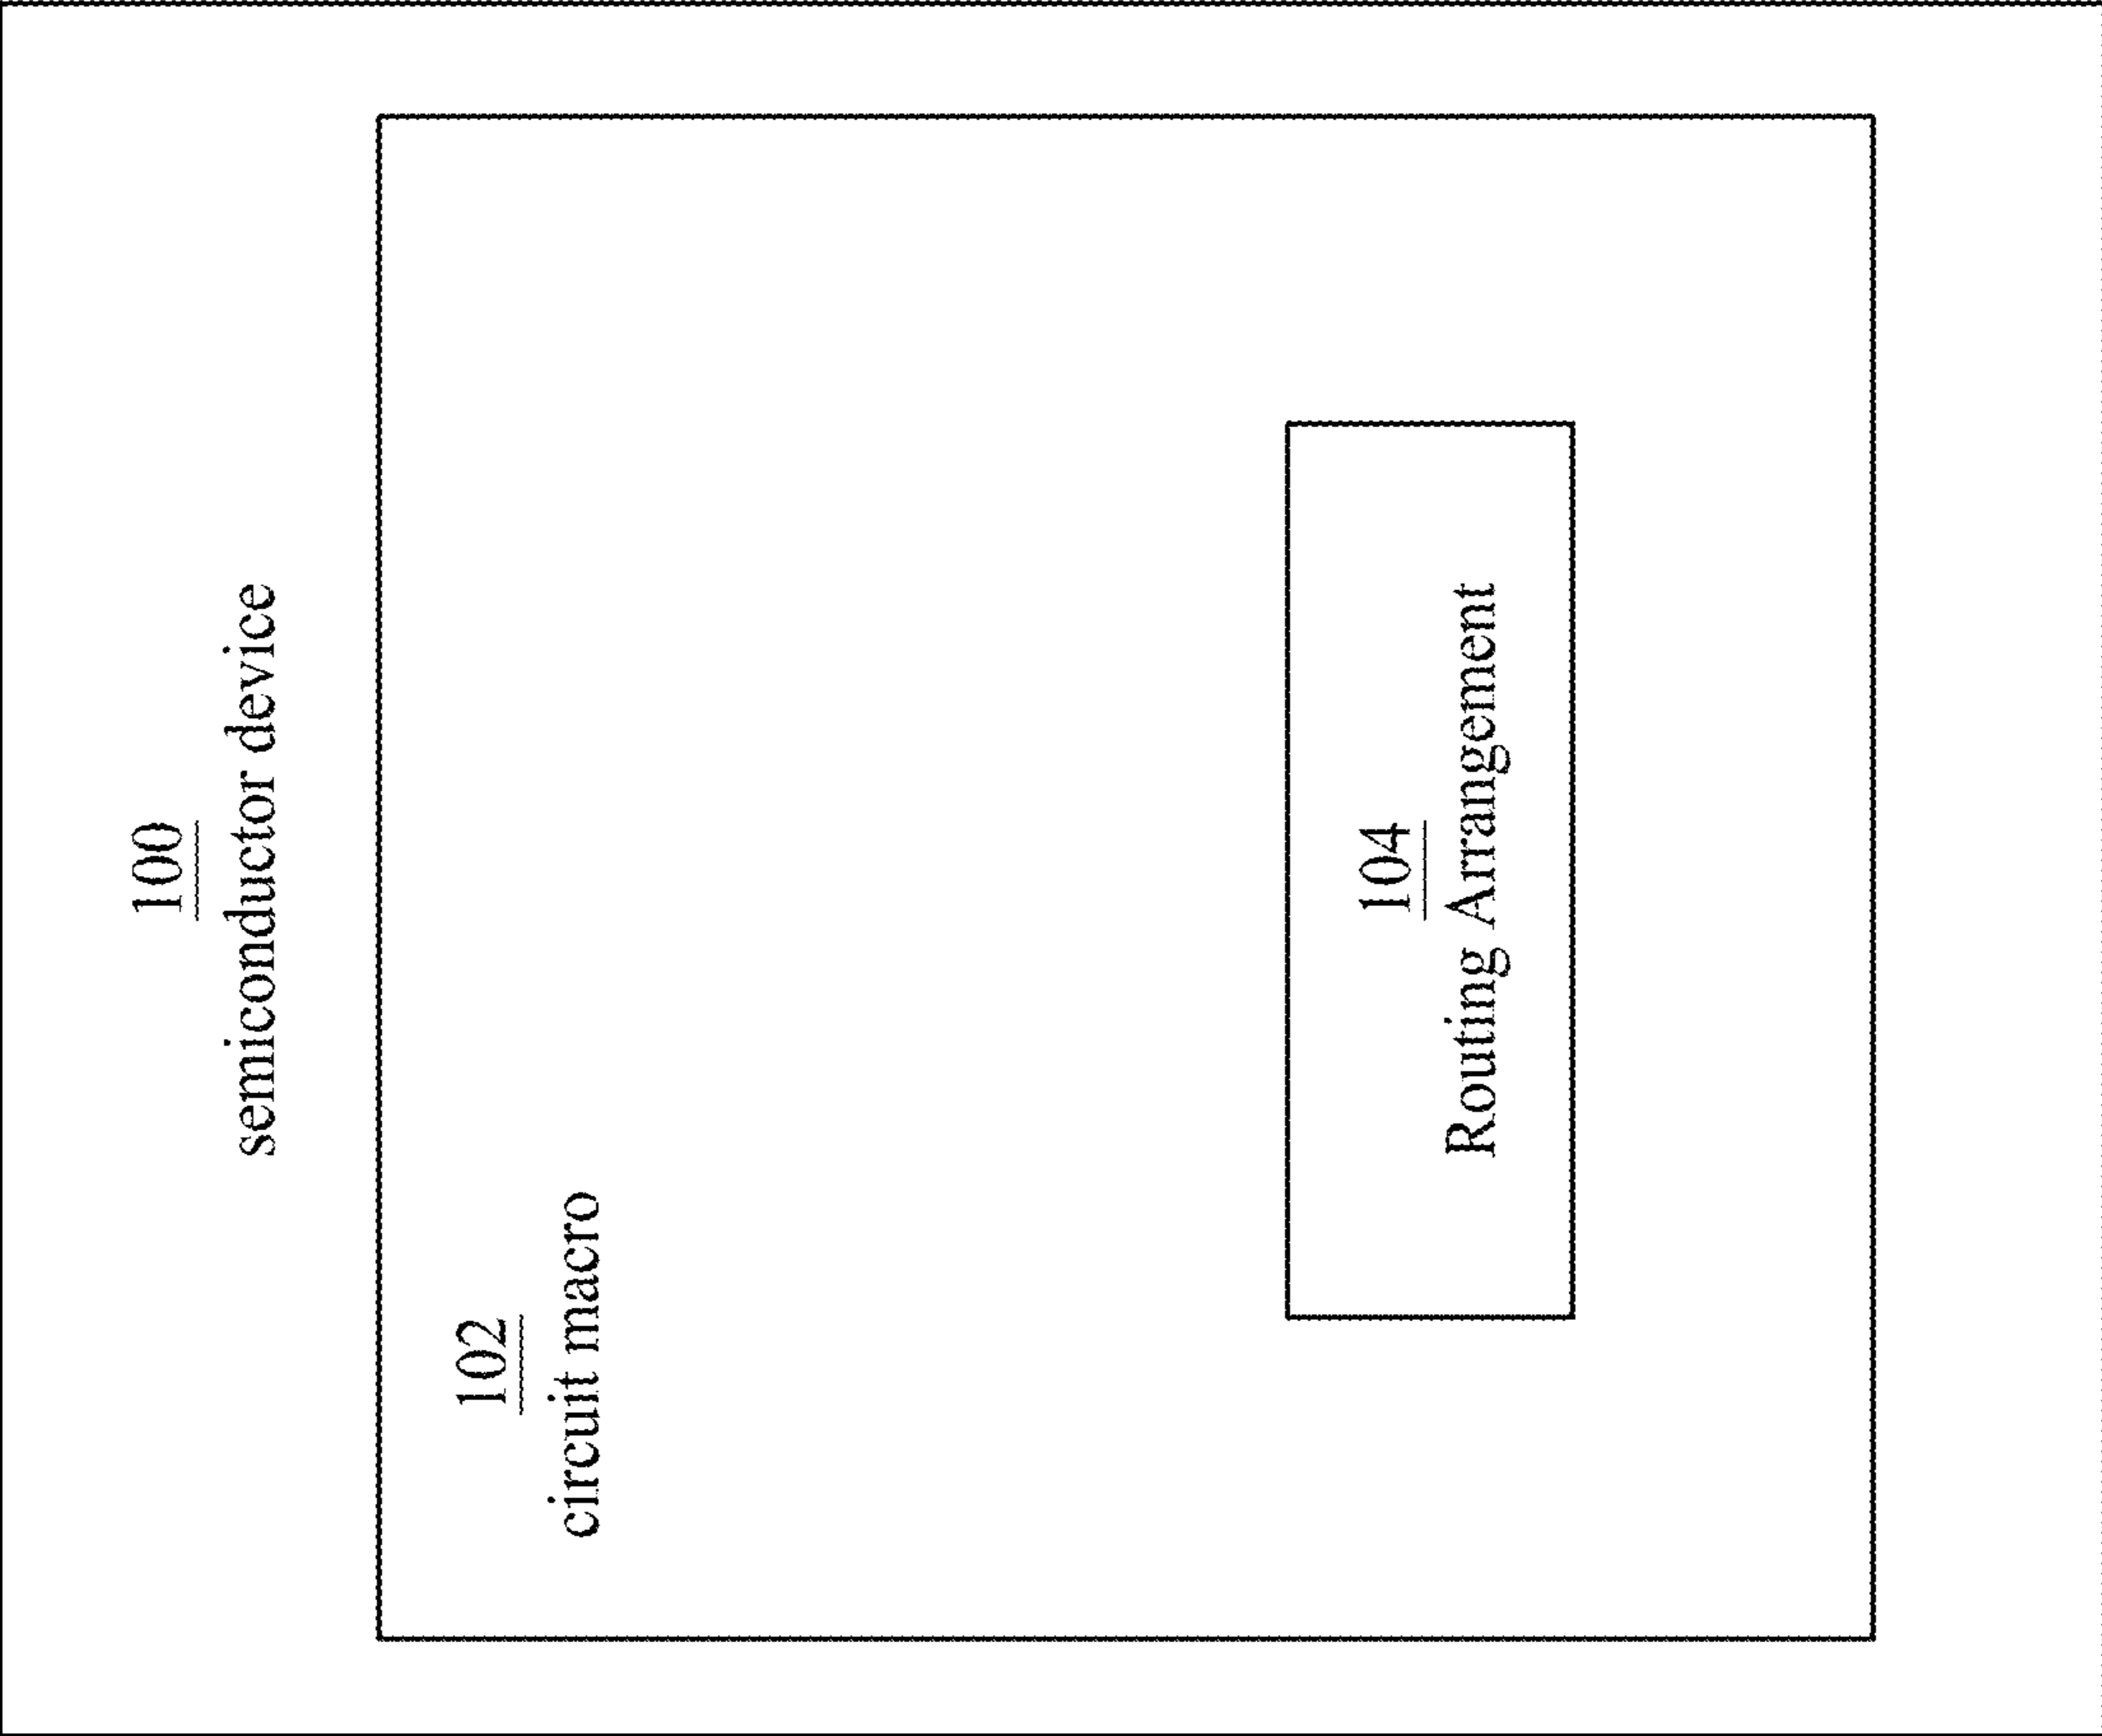 100
semiconductor device
102
circuit macro
104
Routing Arrangement